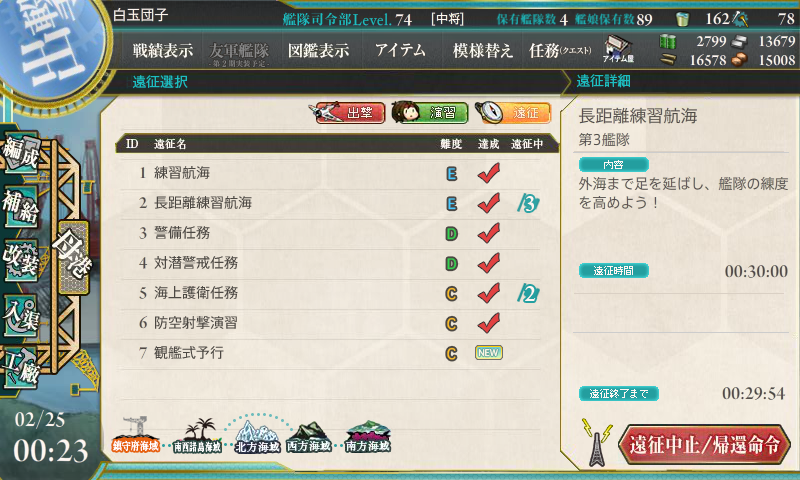 白玉団子
艦隊司令部Level. 74 [中将]
保有艦隊数 4 艦娘保有数 89
162
78
戦績表示
友軍艦隊
-第2期実装予定-
図鑑表示
アイテム
模様替え
任務(クエスト)
アイテム屋
2799 13679
16578 15008
出撃
遠征選択
遠征詳細
出撃
演習
遠征
ID 遠征名 難度 達成 遠征中
1 練習航海 E
2 長距離練習航海 E /3
3 警備任務 D
4 対潜警戒任務 D
5 海上護衛任務 C /2
6 防空射撃演習 C
7 観艦式予行 C NEW
長距離練習航海
第3艦隊
内容
外海まで足を延ばし、艦隊の練度
を高めよう!
遠征時間
00:30:00
遠征終了まで
00:29:54
遠征中止/帰還命令
編成
補給
改装
入渠
工廠
母港
鎮守府海域
南西諸島海域
北方海域
西方海域
南方海域
02/25
00:23